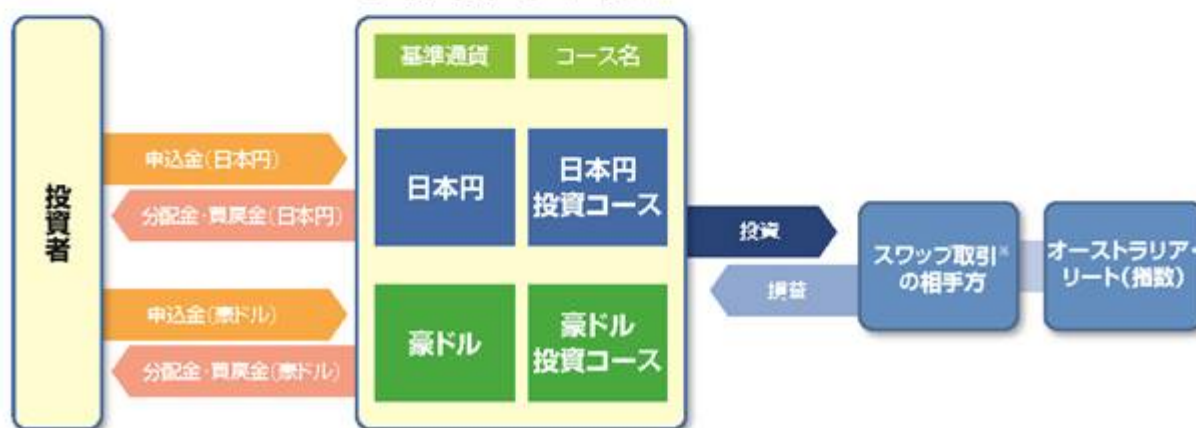 投資者
申込金(日本円)
分配金・買戻金(日本円)
申込金(豪ドル)
分配金・買戻金(豪ドル)
基準通貨
コース名
日本円
日本円
投資コース
豪ドル
豪ドル
投資コース
投資
損益
スワップ取引※
の相手方
オーストラリア・
リート(指数)